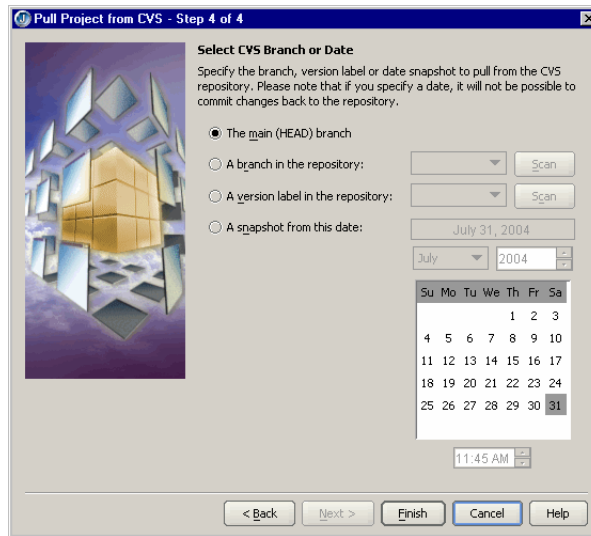 Pull Project from CVS - Step 4 of 4
Select CVS Branch or Date
Specify the branch, version label or date snapshot to pull from the CVS
repository. Please note that if you specify a date, it will not be possible to
commit changes back to the repository.
The main (HEAD) branch
A branch in the repository:
Scan
A version label in the repository:
Scan
A snapshot from this date:
July 31, 2004
July 2004
Su Mo Tu We Th Fr Sa
1 2 3
4 5 6 7 8 9 10
11 12 13 14 15 16 17
18 19 20 21 22 23 24
25 26 27 28 29 30 31
11:45 AM
< Back Next > Finish Cancel Help